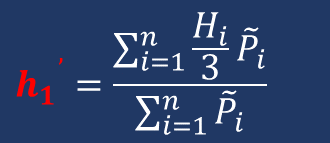 h₁′ = (∑ᵢ₌₁ⁿ (Hᵢ/3) P̃ᵢ) / (∑ᵢ₌₁ⁿ P̃ᵢ)